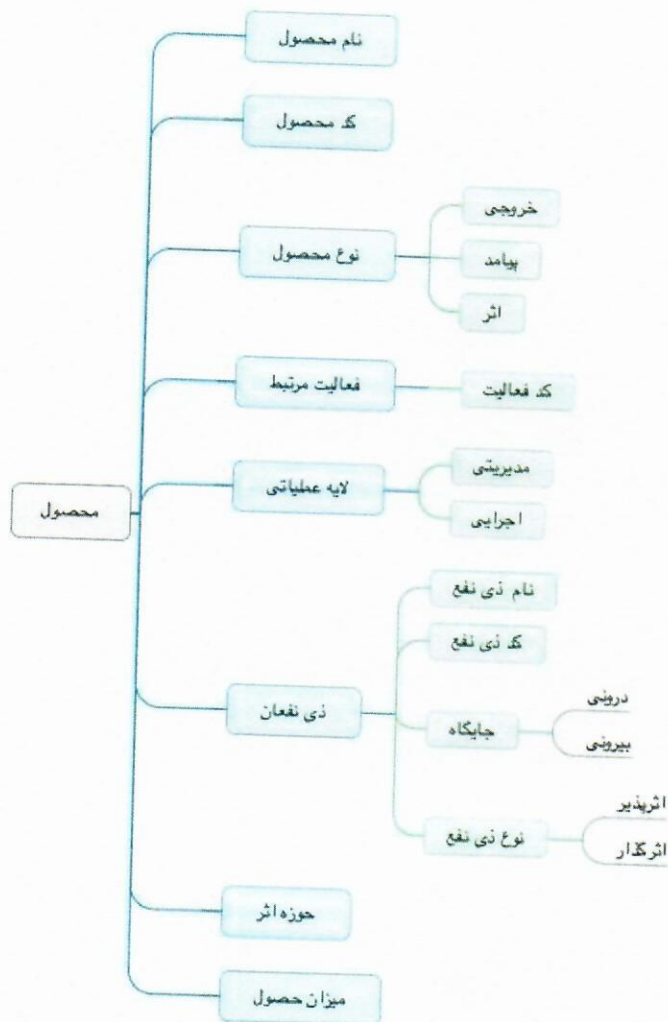 نام محصول
کد محصول
نوع محصول
خروجی
پیامد
اثر
فعالیت مرتبط
کد فعالیت
لایه عملیاتی
مدیریتی
اجرایی
محصول
ذی نفعان
نام ذی نفع
کد ذی نفع
جایگاه
درونی
بیرونی
نوع ذی نفع
اثرپذیر
اثرگذار
حوزه اثر
میزان حصول